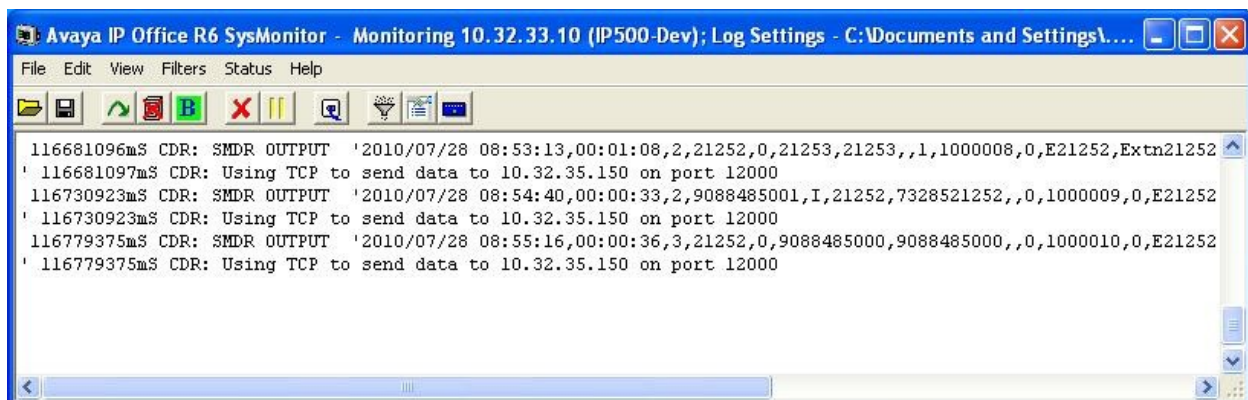 Avaya IP Office R6 SysMonitor - Monitoring 10.32.33.10 (IP500-Dev); Log Settings - C:\Documents and Settings\....
File Edit View Filters Status Help
B
116681096mS CDR: SMDR OUTPUT '2010/07/28 08:53:13,00:01:08,2,21252,0,21253,21253,,1,1000008,0,E21252,Extn21252
' 116681097mS CDR: Using TCP to send data to 10.32.35.150 on port 12000
116730923mS CDR: SMDR OUTPUT '2010/07/28 08:54:40,00:00:33,2,9088485001,I,21252,7328521252,,0,1000009,0,E21252
' 116730923mS CDR: Using TCP to send data to 10.32.35.150 on port 12000
116779375mS CDR: SMDR OUTPUT '2010/07/28 08:55:16,00:00:36,3,21252,0,9088485000,9088485000,,0,1000010,0,E21252
' 116779375mS CDR: Using TCP to send data to 10.32.35.150 on port 12000